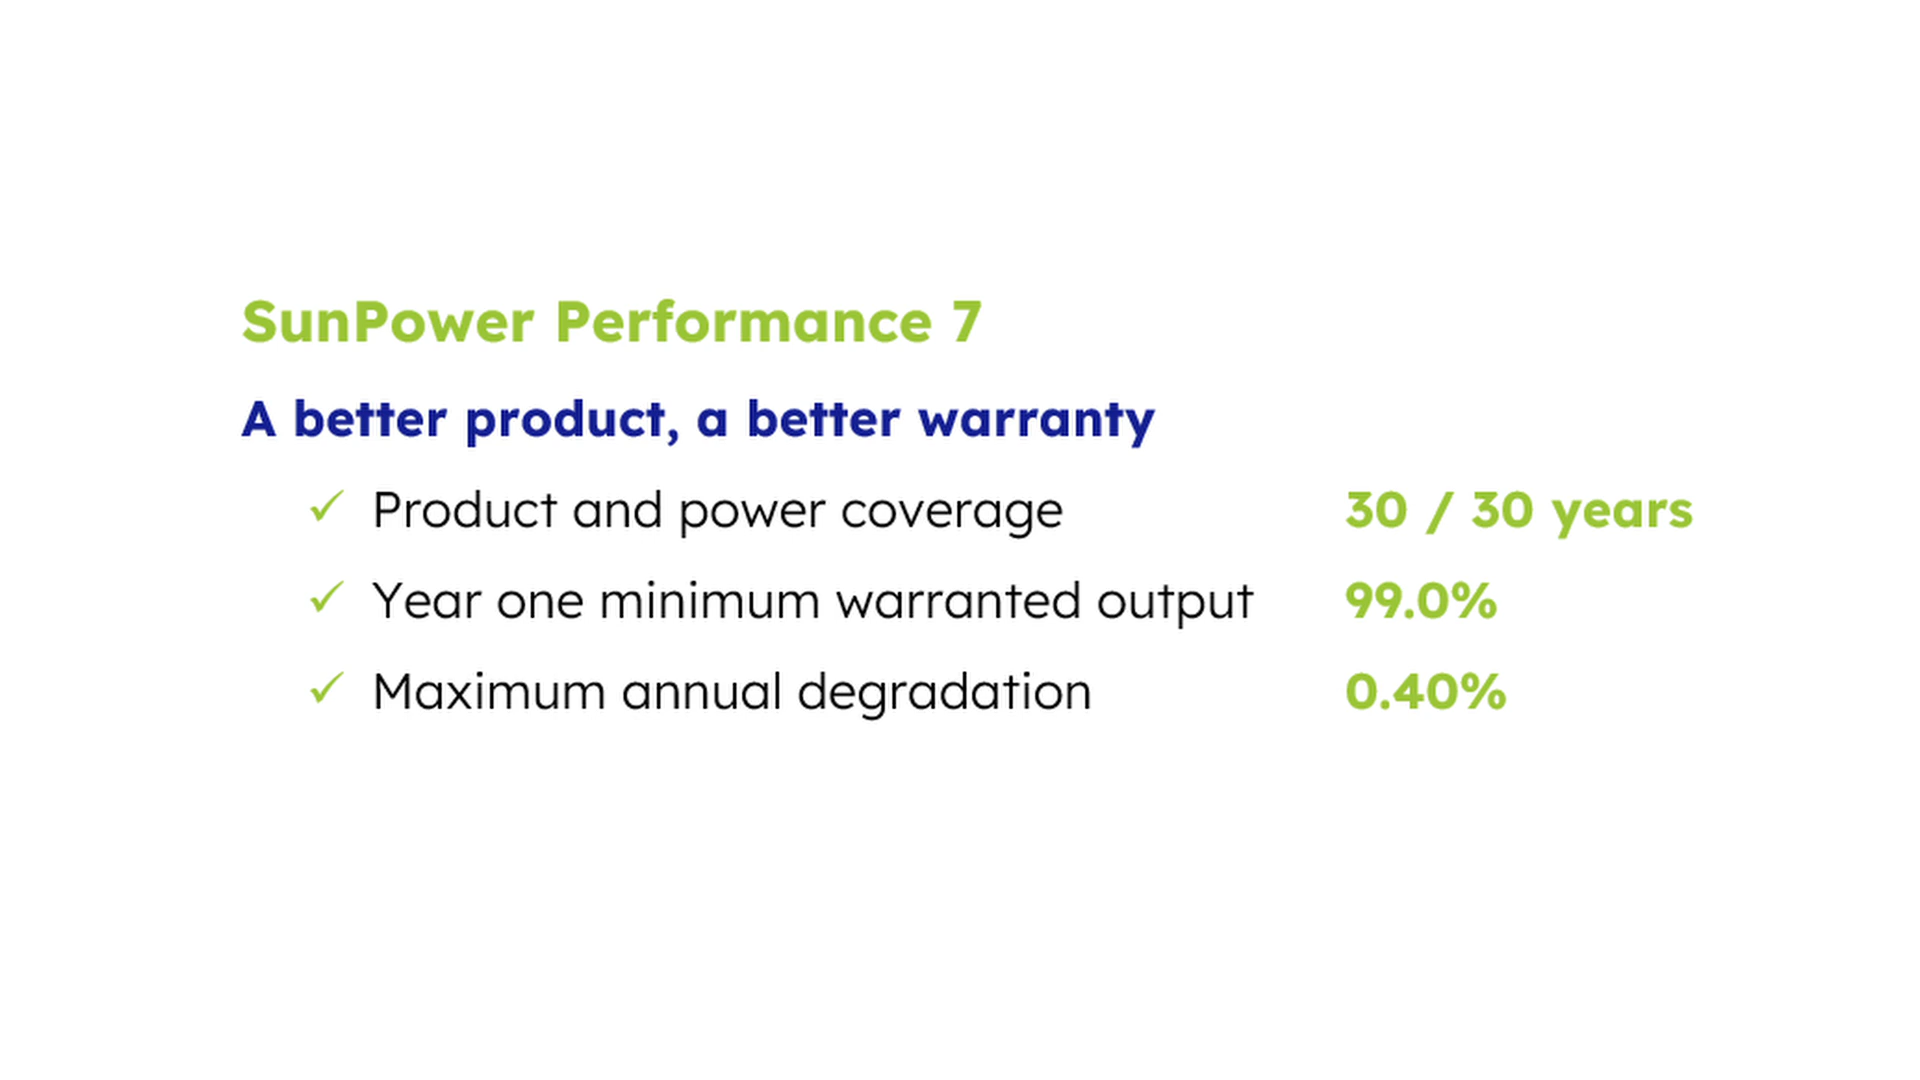 SunPower Performance 7
A better product, a better warranty
✓ Product and power coverage 30 / 30 years
✓ Year one minimum warranted output 99.0%
✓ Maximum annual degradation 0.40%